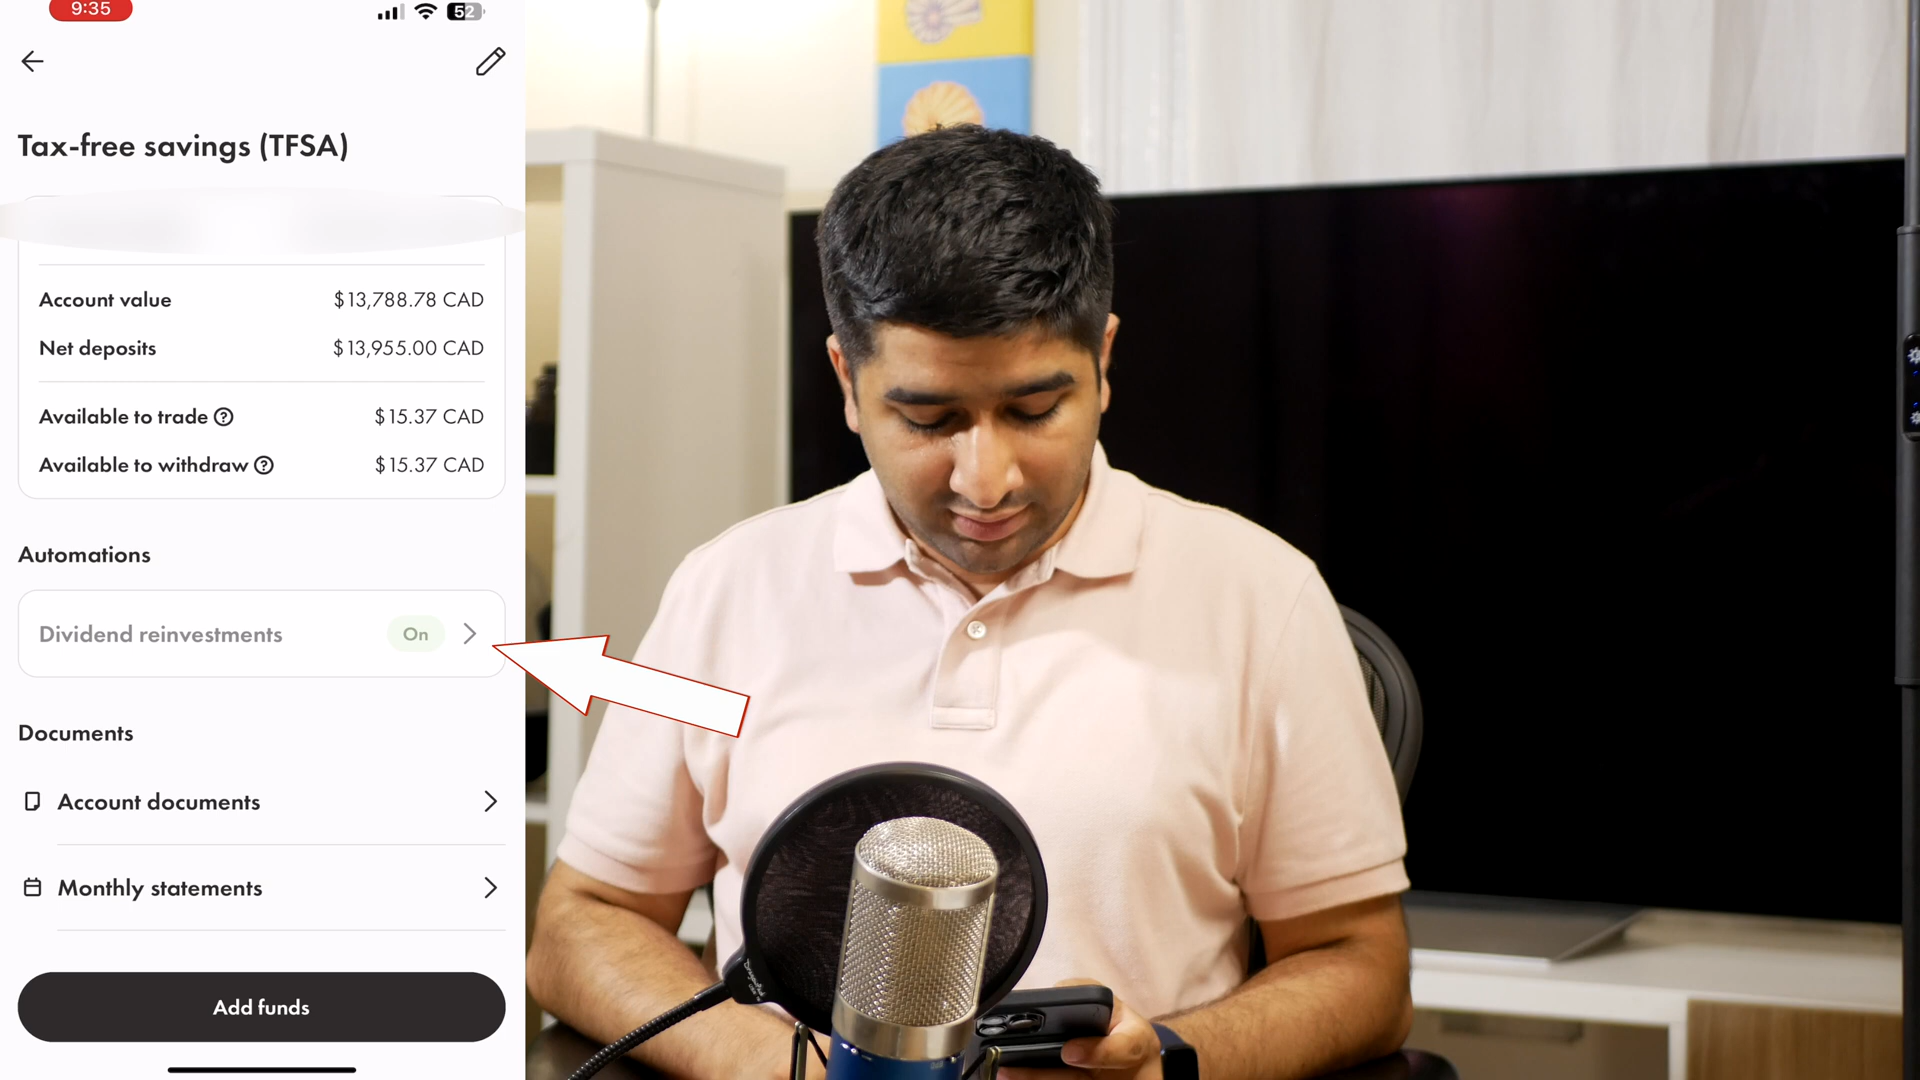 9:35
52
Tax-free savings (TFSA)
Account value $13,788.78 CAD
Net deposits $13,955.00 CAD
Available to trade $15.37 CAD
Available to withdraw $15.37 CAD
Automations
Dividend reinvestments On
Documents
Account documents
Monthly statements
Add funds